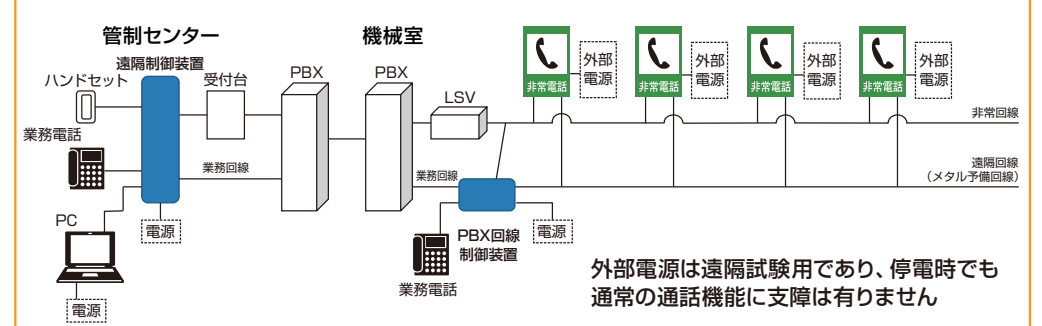 管制センター
機械室
遠隔制御装置
ハンドセット
受付台
PBX
PBX
LSV
外部
電源
非常電話
外部
電源
非常電話
外部
電源
非常電話
外部
電源
非常電話
非常回線
業務電話
業務回線
業務回線
遠隔回線
（メタル予備回線）
PC
電源
電源
PBX回線
制御装置
電源
業務電話
外部電源は遠隔試験用であり、停電時でも
通常の通話機能に支障は有りません